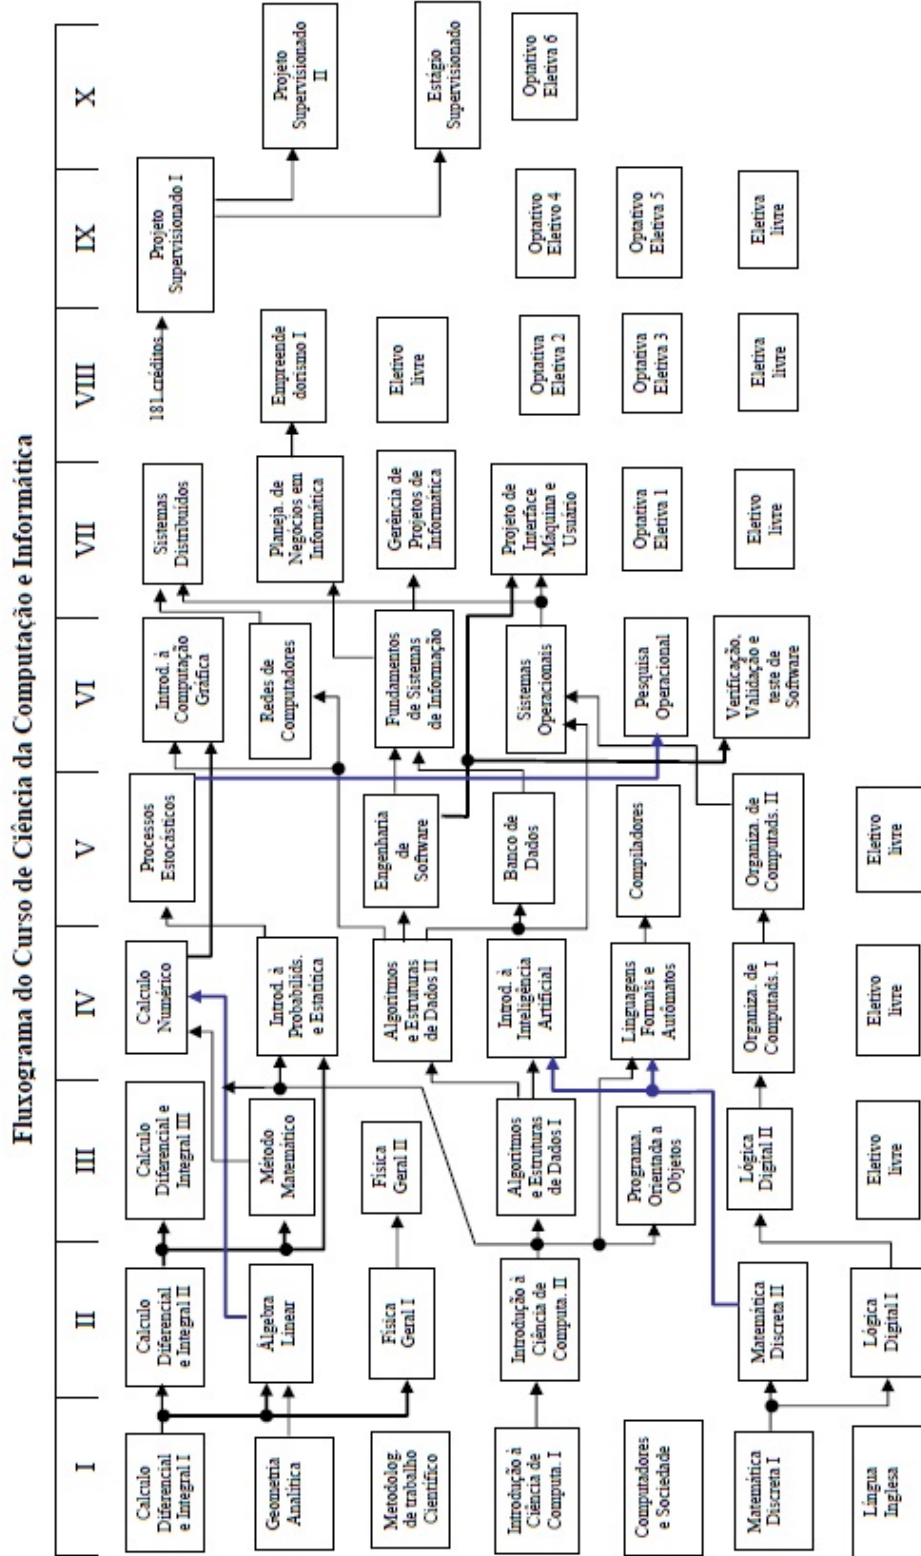 Fluxograma do Curso de Ciência da Computação e Informática
I
II
III
IV
V
VI
VII
VIII
IX
X
Calculo
Diferencial
e Integral I
Geometria
Analítica
Metodolog.
de trabalho
Científico
Introdução à
Ciência de
Computa. I
Computadores
e Sociedade
Matemática
Discreta I
Língua
Inglesa
Calculo
Diferencial
e Integral II
Álgebra
Linear
Física
Geral I
Introdução à
Ciência de
Computa. II
Matemática
Discreta II
Lógica
Digital I
Calculo
Diferencial e
Integral III
Método
Matemático
Física
Geral II
Algoritmos
e Estruturas
de Dados I
Programa.
Orientada a
Objetos
Lógica
Digital II
Eletivo
livre
Calculo
Numérico
Introd. à
Probabilids.
e Estatítica
Algoritmos
e Estruturas
de Dados II
Introd. à
Inteligência
Artificial
Linguagens
Formais e
Autómatos
Organiza. de
Computads. I
Eletivo
livre
Processos
Estocásticos
Engenharia
de
Software
Banco de
Dados
Compiladores
Organiza. de
Computads. II
Eletivo
livre
Introd. à
Computação
Gráfica
Redes de
Computadores
Fundamentos
de Sistemas
de Informação
Sistemas
Operacionais
Pesquisa
Operacional
Verificação,
Validação e
teste de
Software
Sistemas
Distribuídos
Planeja. de
Negócios em
Informática
Gerência de
Projetos de
Informática
Projeto de
Interface
Máquina e
Usuário
Optativa
Eletiva 1
Eletivo
livre
181 créditos
Empreende
dorismo I
Eletivo
livre
Optativa
Eletiva 2
Optativa
Eletiva 3
Eletiva
livre
Projeto
Supervisionado I
Optativo
Eletivo 4
Optativo
Eletivo 5
Eletiva
livre
Projeto
Supervisionado
II
Estágio
Supervisionado
Optativo
Eletivo 6